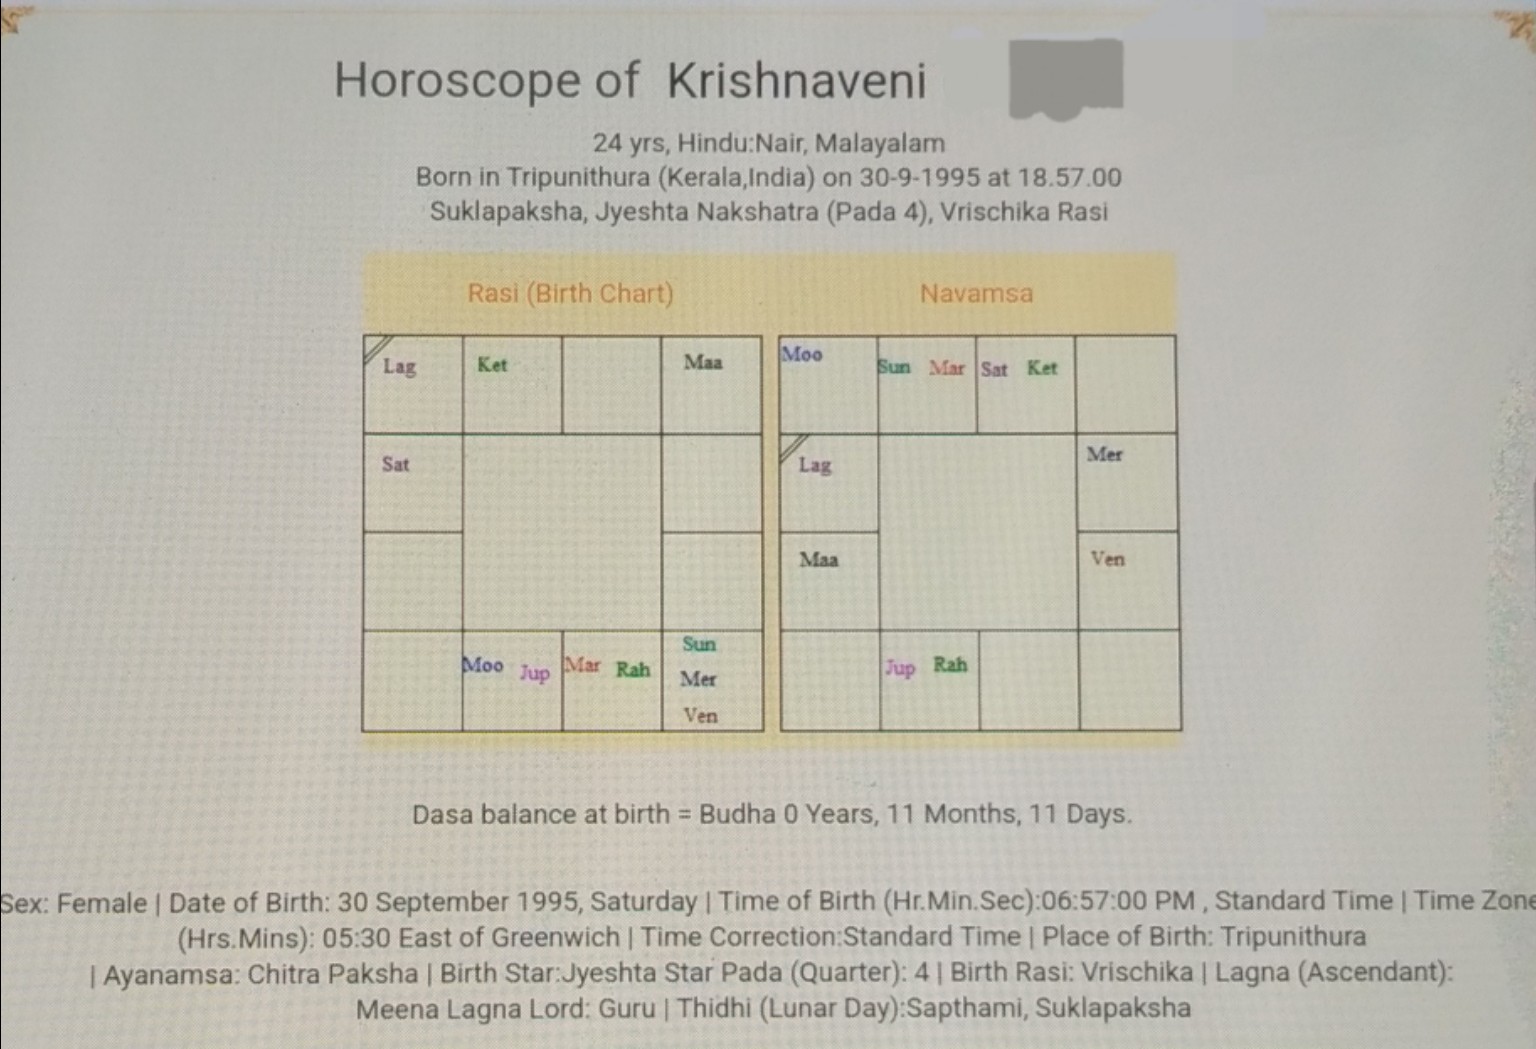 Horoscope of Krishnaveni
24 yrs, Hindu:Nair, Malayalam
Born in Tripunithura (Kerala,India) on 30-9-1995 at 18.57.00
Suklapaksha, Jyeshta Nakshatra (Pada 4), Vrischika Rasi
Rasi (Birth Chart)
Lag Ket Maa
Sat
Moo Jup Mar Rah Sun
Mer
Ven
Navamsa
Moo Sun Mar Sat Ket
Lag Mer
Maa Ven
Jup Rah
Dasa balance at birth = Budha 0 Years, 11 Months, 11 Days.
Sex: Female | Date of Birth: 30 September 1995, Saturday | Time of Birth (Hr.Min.Sec):06:57:00 PM , Standard Time | Time Zone
(Hrs.Mins): 05:30 East of Greenwich | Time Correction:Standard Time | Place of Birth: Tripunithura
| Ayanamsa: Chitra Paksha | Birth Star:Jyeshta Star Pada (Quarter): 4 | Birth Rasi: Vrischika | Lagna (Ascendant):
Meena Lagna Lord: Guru | Thidhi (Lunar Day):Sapthami, Suklapaksha